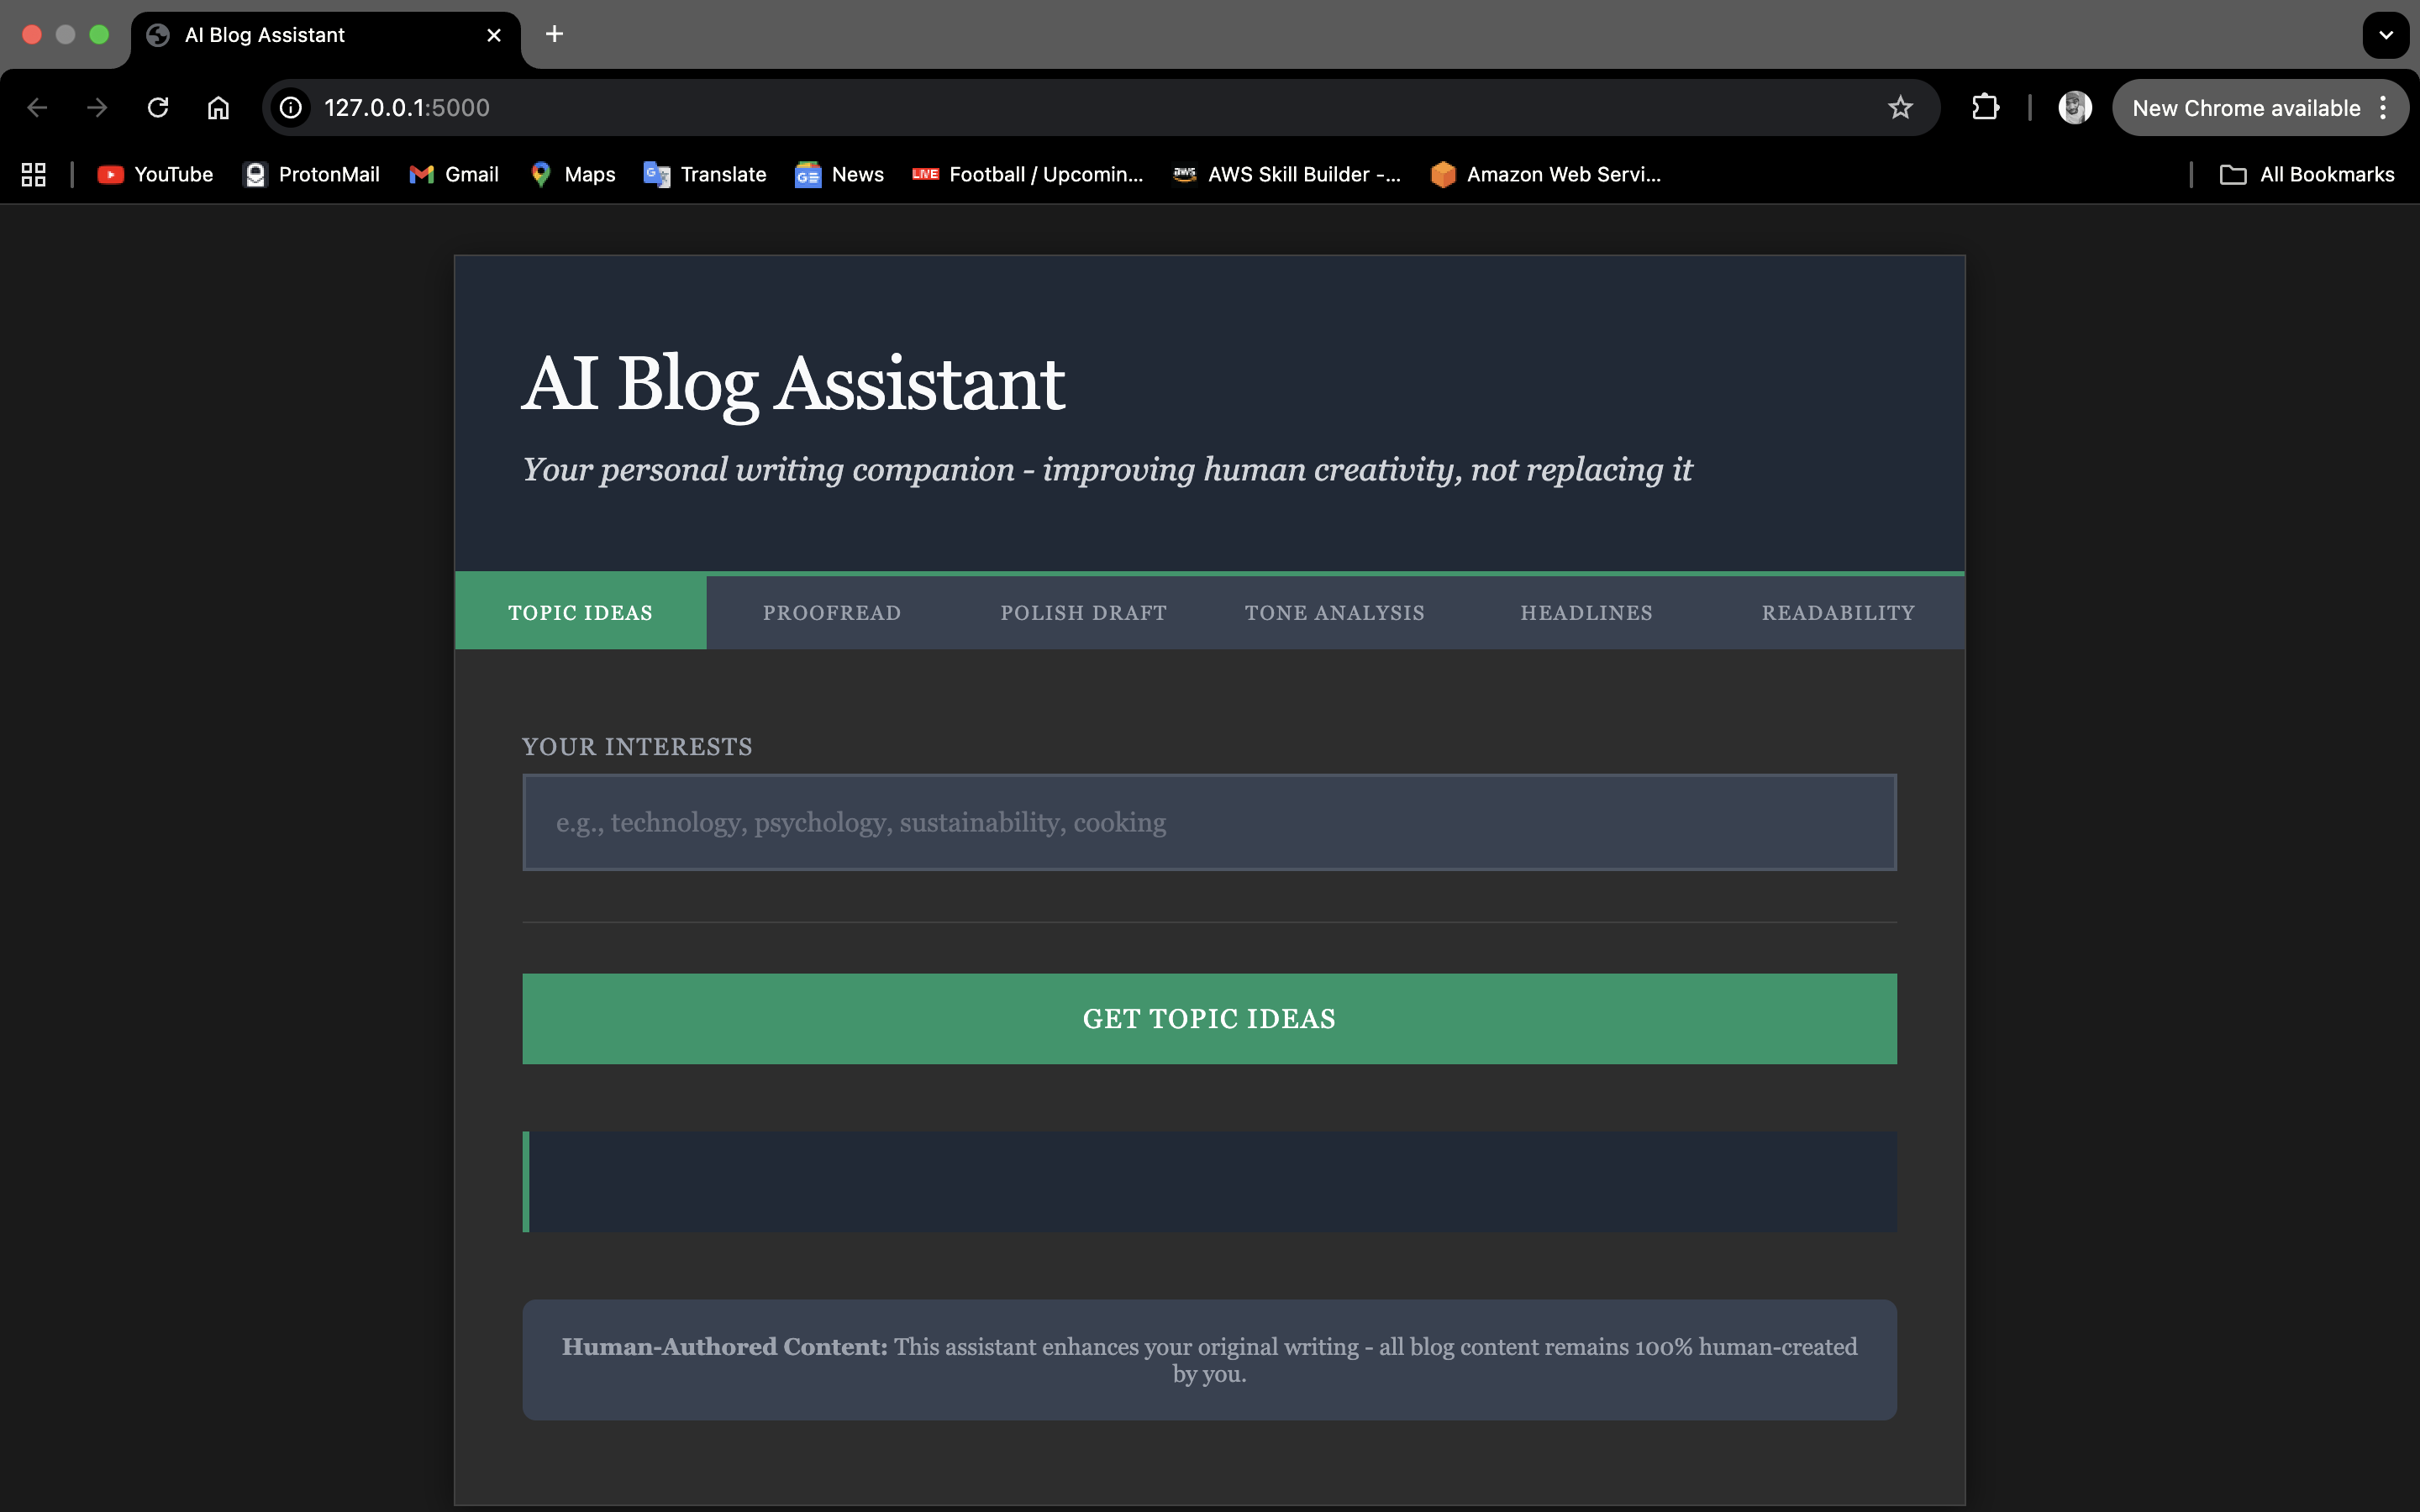 AI Blog Assistant
127.0.0.1:5000
New Chrome available
YouTube
ProtonMail
Gmail
Maps
Translate
News
LIVE
Football / Upcomin...
aws
AWS Skill Builder -...
Amazon Web Servi...
All Bookmarks
AI Blog Assistant
Your personal writing companion - improving human creativity, not replacing it
TOPIC IDEAS
PROOFREAD
POLISH DRAFT
TONE ANALYSIS
HEADLINES
READABILITY
YOUR INTERESTS
e.g., technology, psychology, sustainability, cooking
GET TOPIC IDEAS
Human-Authored Content: This assistant enhances your original writing - all blog content remains 100% human-created
by you.